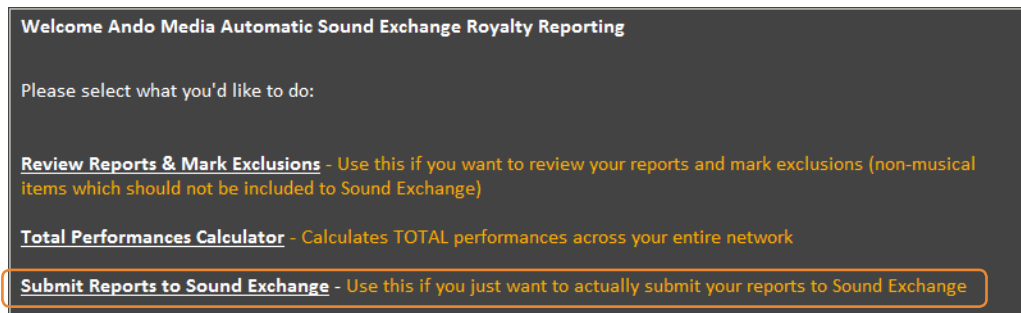 Welcome Ando Media Automatic Sound Exchange Royalty Reporting
Please select what you'd like to do:
Review Reports & Mark Exclusions - Use this if you want to review your reports and mark exclusions (non-musical
items which should not be included to Sound Exchange)
Total Performances Calculator - Calculates TOTAL performances across your entire network
Submit Reports to Sound Exchange - Use this if you just want to actually submit your reports to Sound Exchange